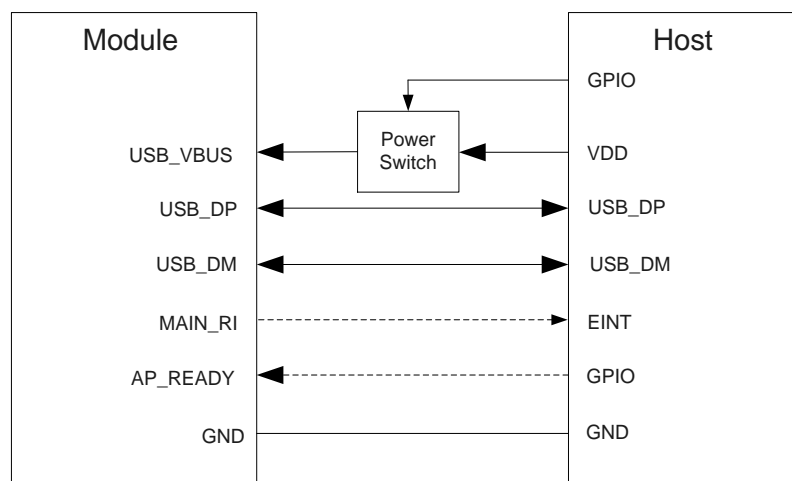 Module
Host
GPIO
Power
Switch
USB_VBUS
VDD
USB_DP
USB_DP
USB_DM
USB_DM
MAIN_RI
EINT
AP_READY
GPIO
GND
GND